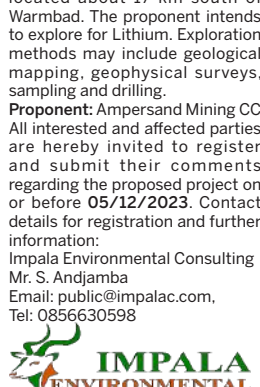 located about 17 km south of
Warmbad. The proponent intends
to explore for Lithium. Exploration
methods may include geological
mapping, geophysical surveys,
sampling and drilling.
Proponent: Ampersand Mining CC
All interested and affected parties
are hereby invited to register
and submit their comments
regarding the proposed project on
or before 05/12/2023. Contact
details for registration and further
information:
Impala Environmental Consulting
Mr. S. Andjamba
Email: public@impalac.com,
Tel: 0856630598
IMPALA
ENVIRONMENTAL